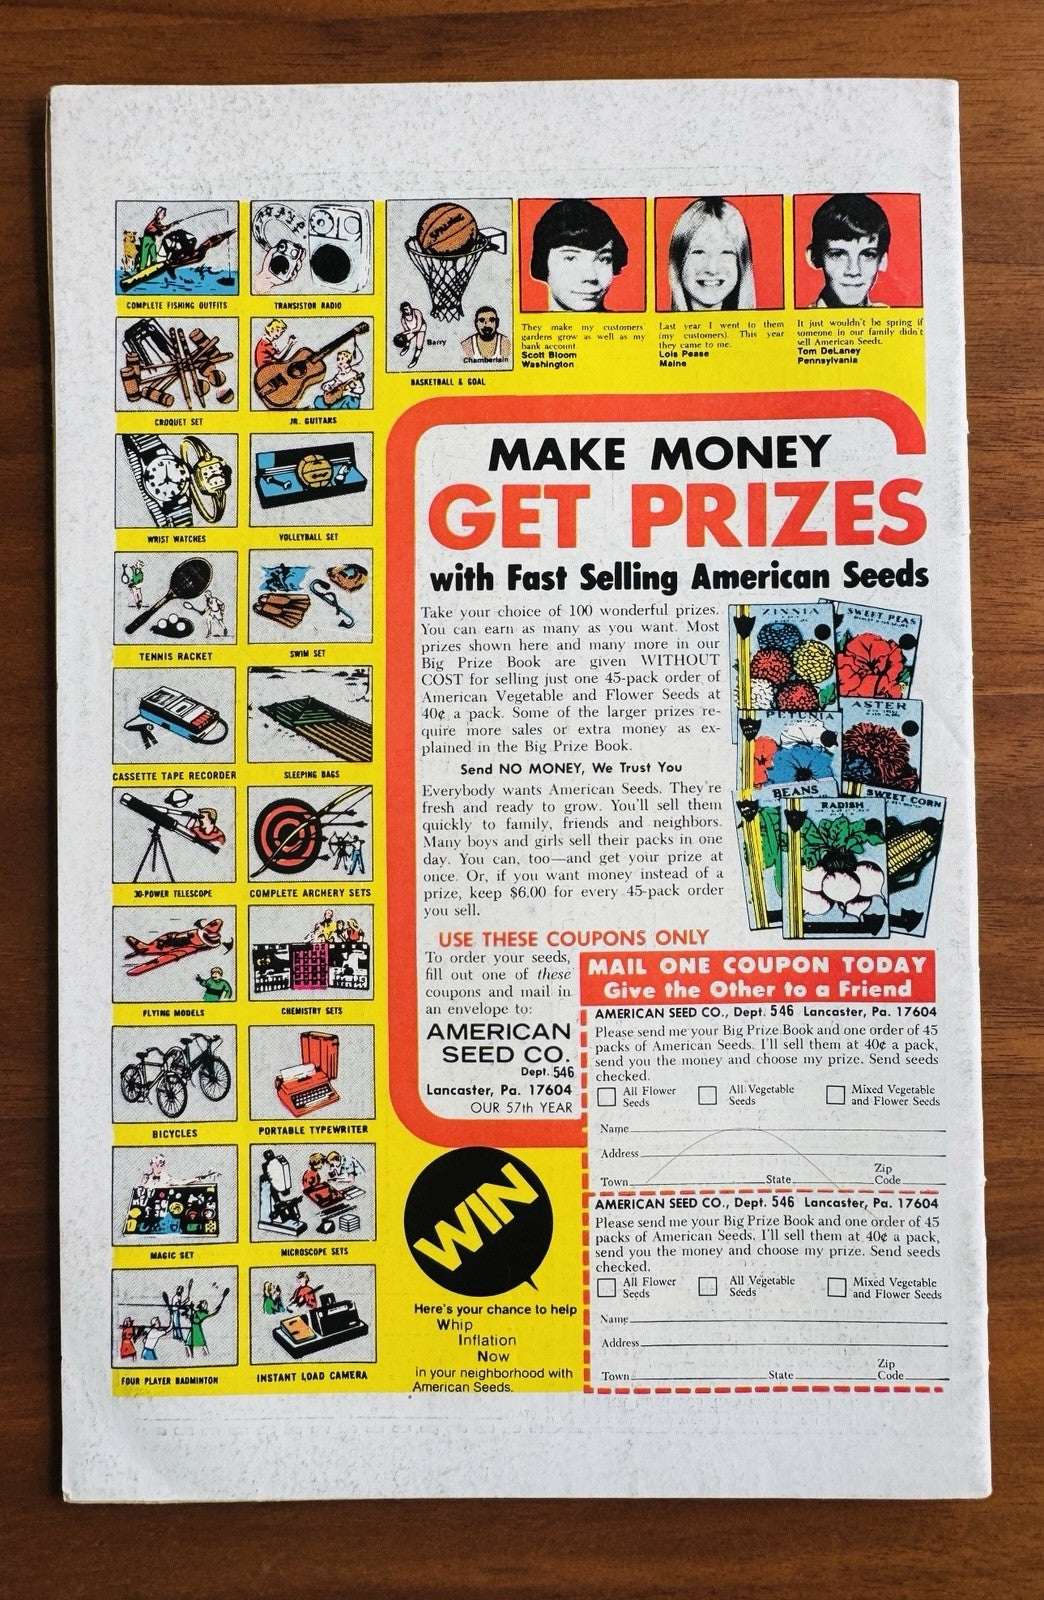 COMPLETE FISHING OUTFITS
TRANSISTOR RADIO
Spalding
Barry
Chamberlain
BASKETBALL & GOAL
They make my customers'
gardens grow as well as my
bank account.
Scott Bloom
Washington
Last year I went to them
(my customers). This year
they came to me.
Lois Pease
Maine
It just wouldn't be spring if
someone in our family didn't
sell American Seeds.
Tom DeLaney
Pennsylvania
CROQUET SET
JR. GUITARS
WRIST WATCHES
VOLLEYBALL SET
TENNIS RACKET
SWIM SET
CASSETTE TAPE RECORDER
SLEEPING BAGS
30-POWER TELESCOPE
COMPLETE ARCHERY SETS
FLYING MODELS
CHEMISTRY SETS
BICYCLES
PORTABLE TYPEWRITER
MAGIC SET
MICROSCOPE SETS
FOUR PLAYER BADMINTON
INSTANT LOAD CAMERA
MAKE MONEY
GET PRIZES
with Fast Selling American Seeds
Take your choice of 100 wonderful prizes.
You can earn as many as you want. Most
prizes shown here and many more in our
Big Prize Book are given WITHOUT
COST for selling just one 45-pack order of
American Vegetable and Flower Seeds at
40¢ a pack. Some of the larger prizes re-
quire more sales or extra money as ex-
plained in the Big Prize Book.
Send NO MONEY, We Trust You
Everybody wants American Seeds. They're
fresh and ready to grow. You'll sell them
quickly to family, friends and neighbors.
Many boys and girls sell their packs in one
day. You can, too—and get your prize at
once. Or, if you want money instead of a
prize, keep $6.00 for every 45-pack order
you sell.
ZINNIA
SWEET PEAS
PETUNIA
ASTER
BEANS
RADISH
SWEET CORN
USE THESE COUPONS ONLY
To order your seeds,
fill out one of these
coupons and mail in
an envelope to:
AMERICAN
SEED CO.
Dept. 546
Lancaster, Pa. 17604
OUR 57th YEAR
MAIL ONE COUPON TODAY
Give the Other to a Friend
AMERICAN SEED CO., Dept. 546 Lancaster, Pa. 17604
Please send me your Big Prize Book and one order of 45
packs of American Seeds. I'll sell them at 40¢ a pack,
send you the money and choose my prize. Send seeds
checked.
All Flower Seeds
All Vegetable Seeds
Mixed Vegetable and Flower Seeds
Name
Address
Town State Zip Code
AMERICAN SEED CO., Dept. 546 Lancaster, Pa. 17604
Please send me your Big Prize Book and one order of 45
packs of American Seeds. I'll sell them at 40¢ a pack,
send you the money and choose my prize. Send seeds
checked.
All Flower Seeds
All Vegetable Seeds
Mixed Vegetable and Flower Seeds
Name
Address
Town State Zip Code
WIN
Here's your chance to help
Whip
Inflation
Now
in your neighborhood with
American Seeds.